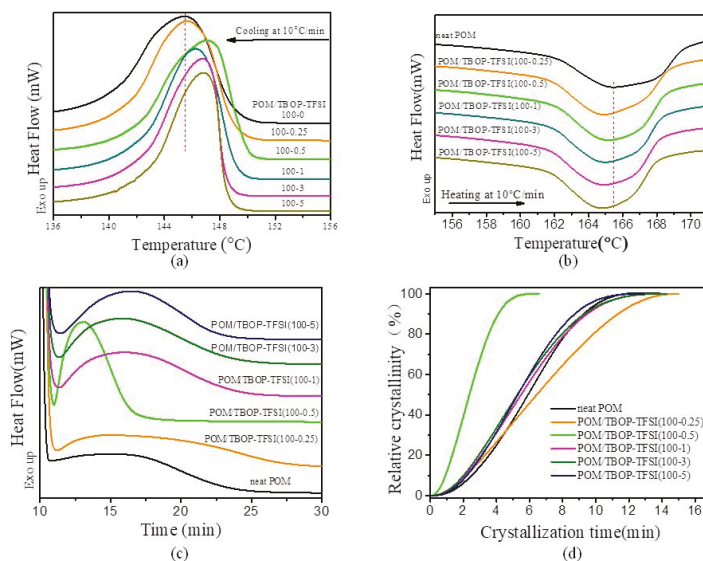 Heat Flow (mW)
Exo up
Cooling at 10°C/min
POM/TBOP-TFSI
100-0
100-0.25
100-0.5
100-1
100-3
100-5
136 140 144 148 152 156
Temperature (°C)
(a)
Heat Flow (mW)
Exo up
neat POM
POM/TBOP-TFSI(100-0.25)
POM/TBOP-TFSI(100-0.5)
POM/TBOP-TFSI(100-1)
POM/TBOP-TFSI(100-3)
POM/TBOP-TFSI(100-5)
Heating at 10°C/min
156 158 160 162 164 166 168 170
Temperature(°C)
(b)
Heat Flow(mW)
Exo up
POM/TBOP-TFSI(100-5)
POM/TBOP-TFSI(100-3)
POM/TBOP-TFSI(100-1)
POM/TBOP-TFSI(100-0.5)
POM/TBOP-TFSI(100-0.25)
neat POM
10 15 20 25 30
Time (min)
(c)
Relative crystallinity (%)
100
80
60
40
20
0
neat POM
POM/TBOP-TFSI(100-0.25)
POM/TBOP-TFSI(100-0.5)
POM/TBOP-TFSI(100-1)
POM/TBOP-TFSI(100-3)
POM/TBOP-TFSI(100-5)
0 2 4 6 8 10 12 14 16
Crystallization time(min)
(d)